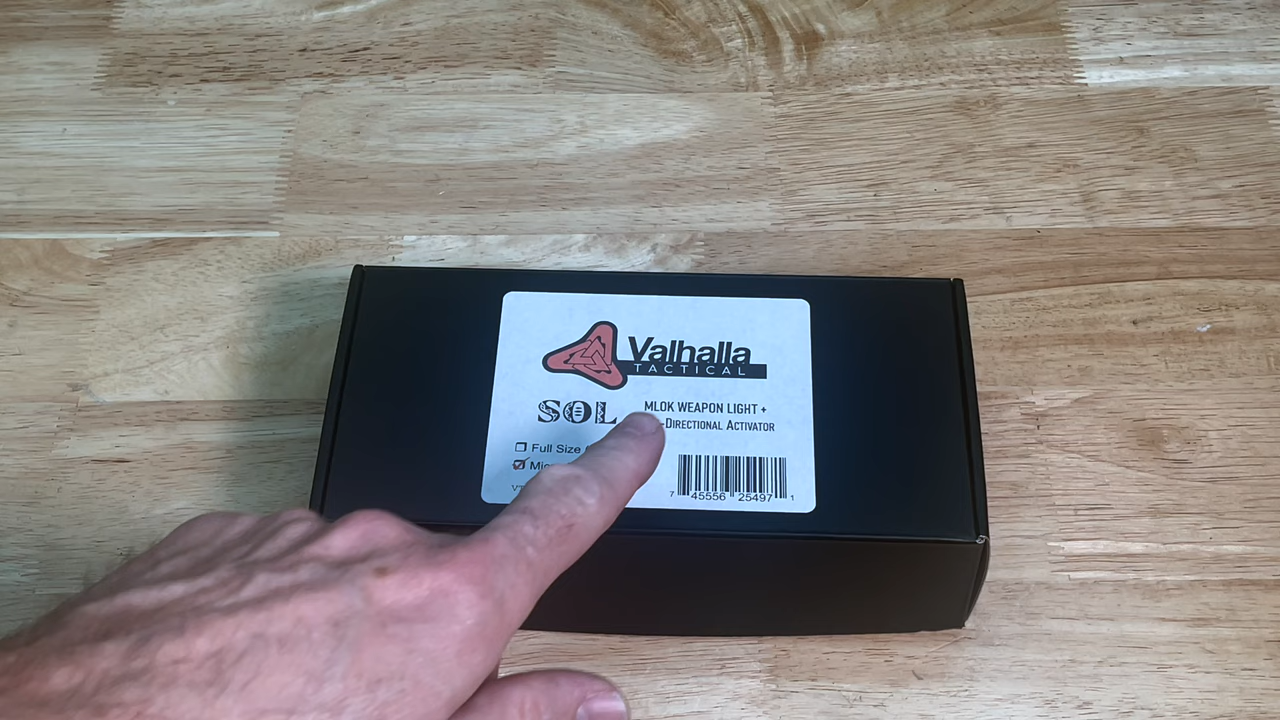 Valhalla
TACTICAL
SOL
MLOK WEAPON LIGHT +
-DIRECTIONAL ACTIVATOR
Full Size
7 45556 25497 1